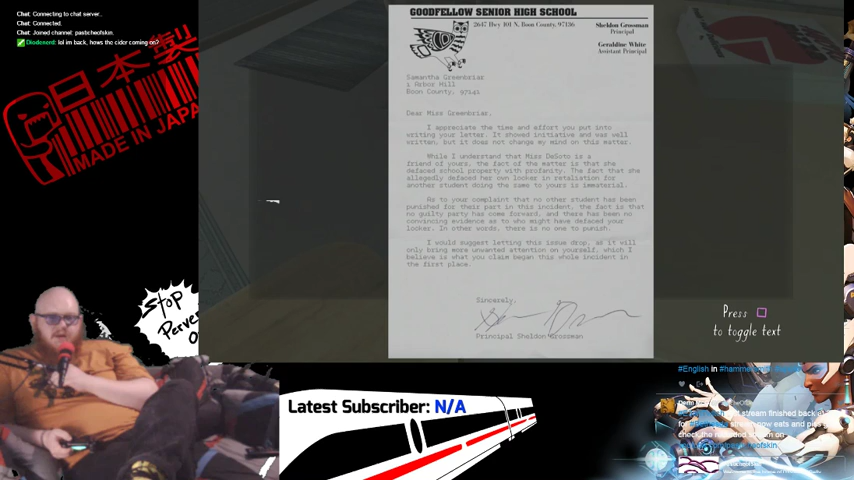 Chat: Connecting to chat server..
Chat: Connected.
Chat: Joined channel: pasticheofskin.
Diodenerd: lol im back, hows the cider coming on?
日本製
MADE IN JAPA
GOODFELLOW SENIOR HIGH SCHOOL
2647 Hwy 101 N, Boon County, 97136
Sheldon Grossman
Principal
Geraldine White
Assistant Principal
Samantha Greenbriar
1 Arbor Hill
Boon County, 97141
Dear Miss Greenbriar,
I appreciate the time and effort you put into
writing your letter. It showed initiative and was well
written, but it does not change my mind on this matter.
While I understand that Miss DeSoto is a
friend of yours, the fact of the matter is that she
defaced school property with profanity. The fact that she
allegedly defaced her own locker in retaliation for
another student doing the same to yours is immaterial.
As to your complaint that no other student has been
punished for their part in this incident, the fact is that
no guilty party has come forward, and there has been no
convincing evidence as to who might have defaced your
locker. In other words, there is no one to punish.
I would suggest letting this issue drop, as it will
only bring more unwanted attention on yourself, which I
believe is what you claim began this whole incident in
the first place.
Sincerely,
Principal Sheldon Grossman
Press
to toggle text
Stop
Perver
Latest Subscriber: N/A
#English in
stream finished back